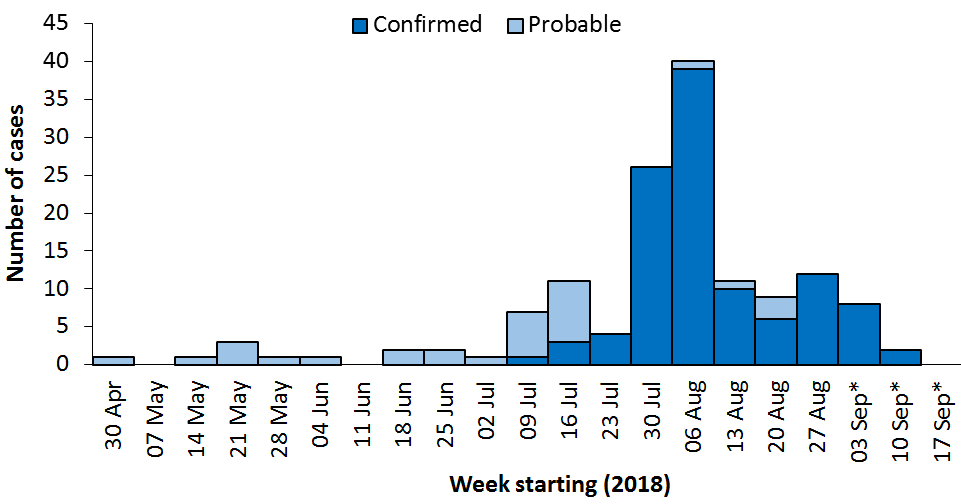 Confirmed Probable
Number of cases
45
40
35
30
25
20
15
10
5
0
30 Apr
07 May
14 May
21 May
28 May
04 Jun
11 Jun
18 Jun
25 Jun
02 Jul
09 Jul
16 Jul
23 Jul
30 Jul
06 Aug
13 Aug
20 Aug
27 Aug
03 Sep*
10 Sep*
17 Sep*
Week starting (2018)